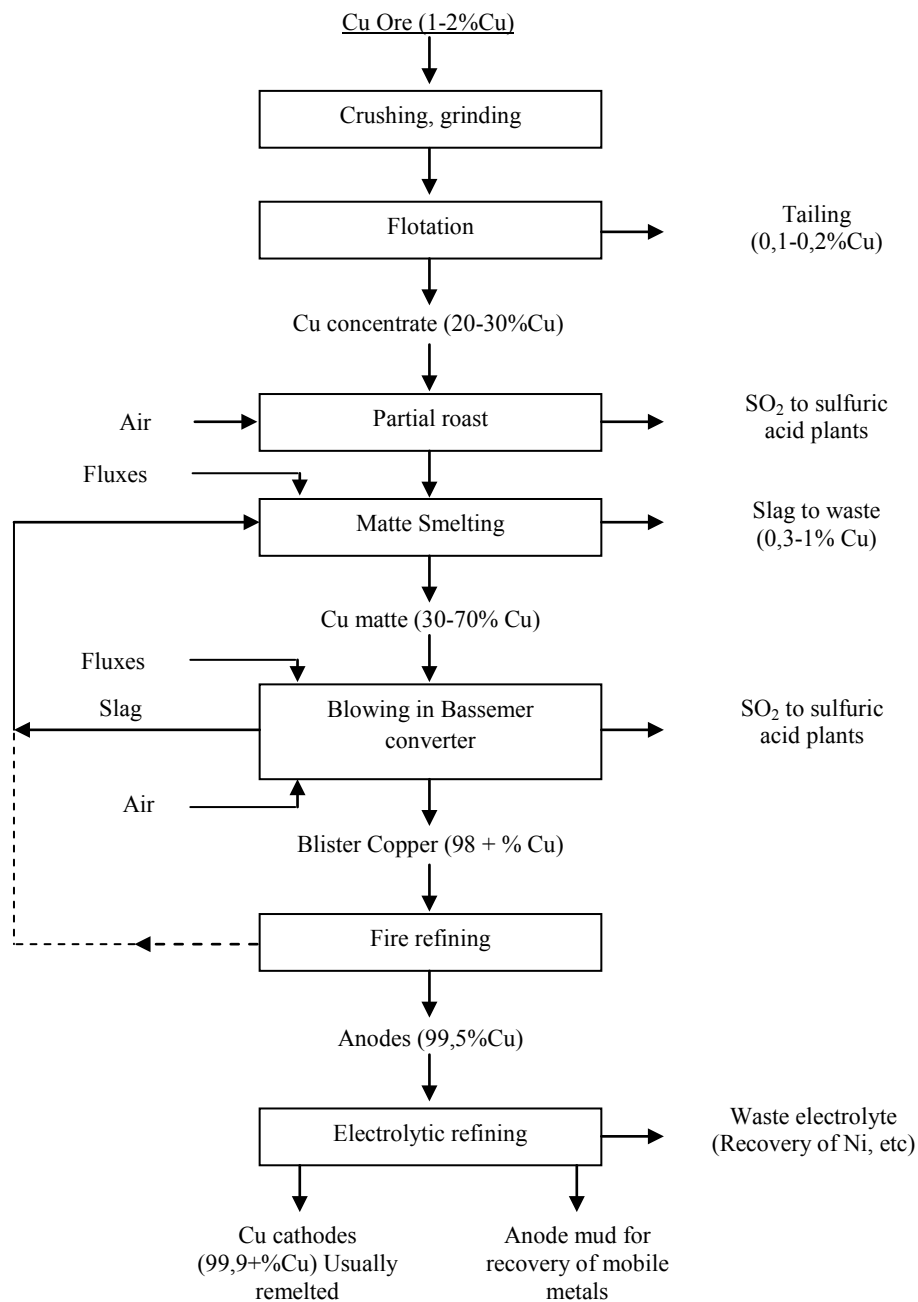 Cu Ore (1-2%Cu)
Crushing, grinding
Flotation
Tailing
(0,1-0,2%Cu)
Cu concentrate (20-30%Cu)
Air
Partial roast
SO₂ to sulfuric
acid plants
Fluxes
Matte Smelting
Slag to waste
(0,3-1% Cu)
Cu matte (30-70% Cu)
Fluxes
Slag
Blowing in Bassemer
converter
SO₂ to sulfuric
acid plants
Air
Blister Copper (98 + % Cu)
Fire refining
Anodes (99,5%Cu)
Electrolytic refining
Waste electrolyte
(Recovery of Ni, etc)
Cu cathodes
(99,9+%Cu) Usually
remelted
Anode mud for
recovery of mobile
metals